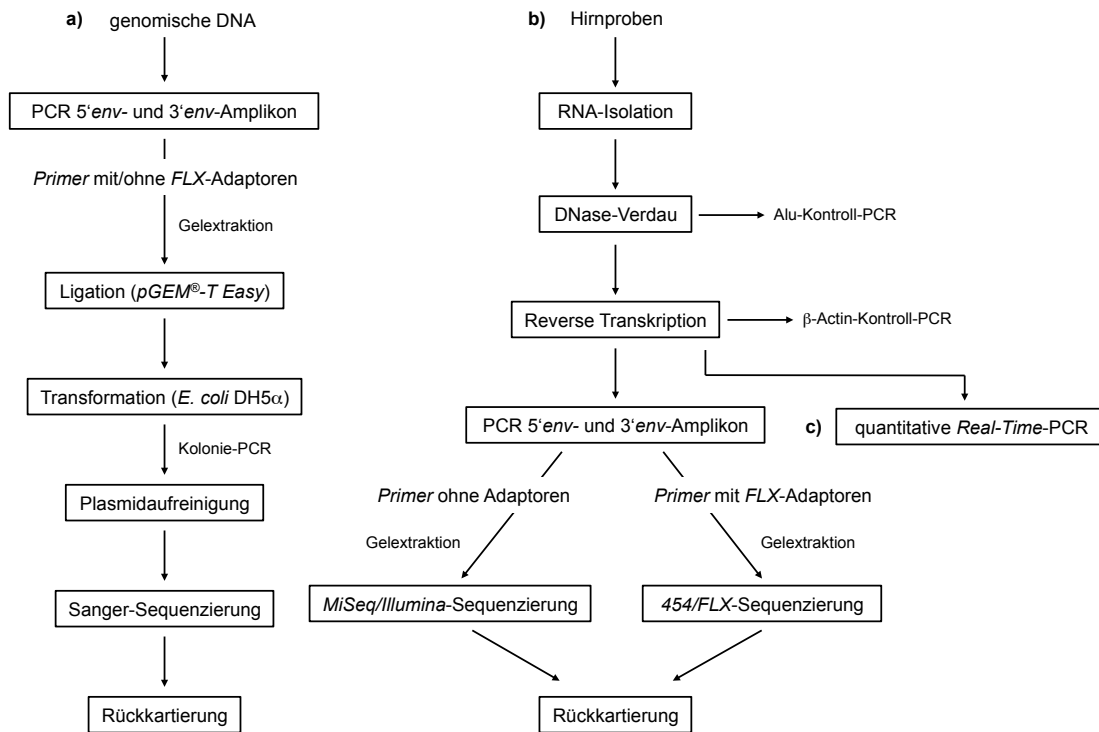 a) genomische DNA
PCR 5‘env- und 3‘env-Amplikon
Primer mit/ohne FLX-Adaptoren
Gelextraktion
Ligation (pGEM®-T Easy)
Transformation (E. coli DH5α)
Kolonie-PCR
Plasmidaufreinigung
Sanger-Sequenzierung
Rückkartierung
b) Hirnproben
RNA-Isolation
DNase-Verdau
Alu-Kontroll-PCR
Reverse Transkription
β-Actin-Kontroll-PCR
PCR 5‘env- und 3‘env-Amplikon
c) quantitative Real-Time-PCR
Primer ohne Adaptoren
Primer mit FLX-Adaptoren
Gelextraktion
Gelextraktion
MiSeq/Illumina-Sequenzierung
454/FLX-Sequenzierung
Rückkartierung